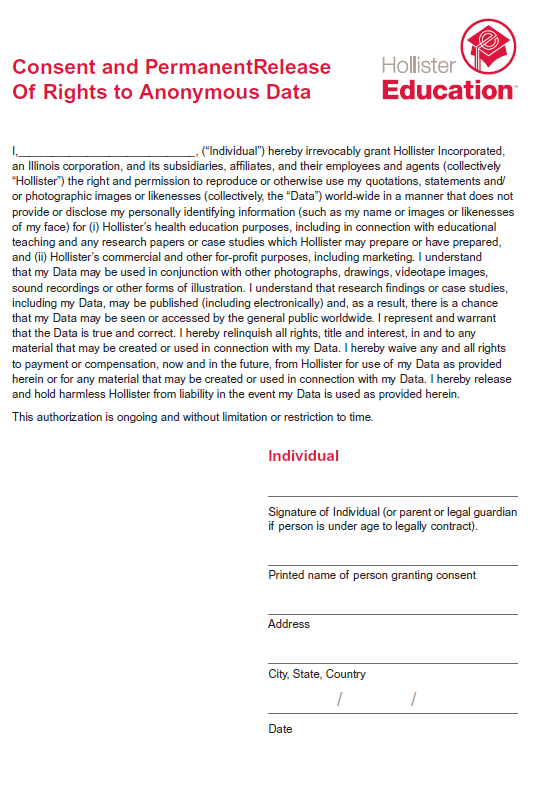 Consent and PermanentRelease
Of Rights to Anonymous Data
Hollister
Education™
I,______________________________, (“Individual”) hereby irrevocably grant Hollister Incorporated,
an Illinois corporation, and its subsidiaries, affiliates, and their employees and agents (collectively
“Hollister”) the right and permission to reproduce or otherwise use my quotations, statements and/
or photographic images or likenesses (collectively, the “Data”) world-wide in a manner that does not
provide or disclose my personally identifying information (such as my name or images or likenesses
of my face) for (i) Hollister’s health education purposes, including in connection with educational
teaching and any research papers or case studies which Hollister may prepare or have prepared,
and (ii) Hollister’s commercial and other for-profit purposes, including marketing. I understand
that my Data may be used in conjunction with other photographs, drawings, videotape images,
sound recordings or other forms of illustration. I understand that research findings or case studies,
including my Data, may be published (including electronically) and, as a result, there is a chance
that my Data may be seen or accessed by the general public worldwide. I represent and warrant
that the Data is true and correct. I hereby relinquish all rights, title and interest, in and to any
material that may be created or used in connection with my Data. I hereby waive any and all rights
to payment or compensation, now and in the future, from Hollister for use of my Data as provided
herein or for any material that may be created or used in connection with my Data. I hereby release
and hold harmless Hollister from liability in the event my Data is used as provided herein.
This authorization is ongoing and without limitation or restriction to time.
Individual
Signature of Individual (or parent or legal guardian
if person is under age to legally contract).
Printed name of person granting consent
Address
City, State, Country
/ /
Date